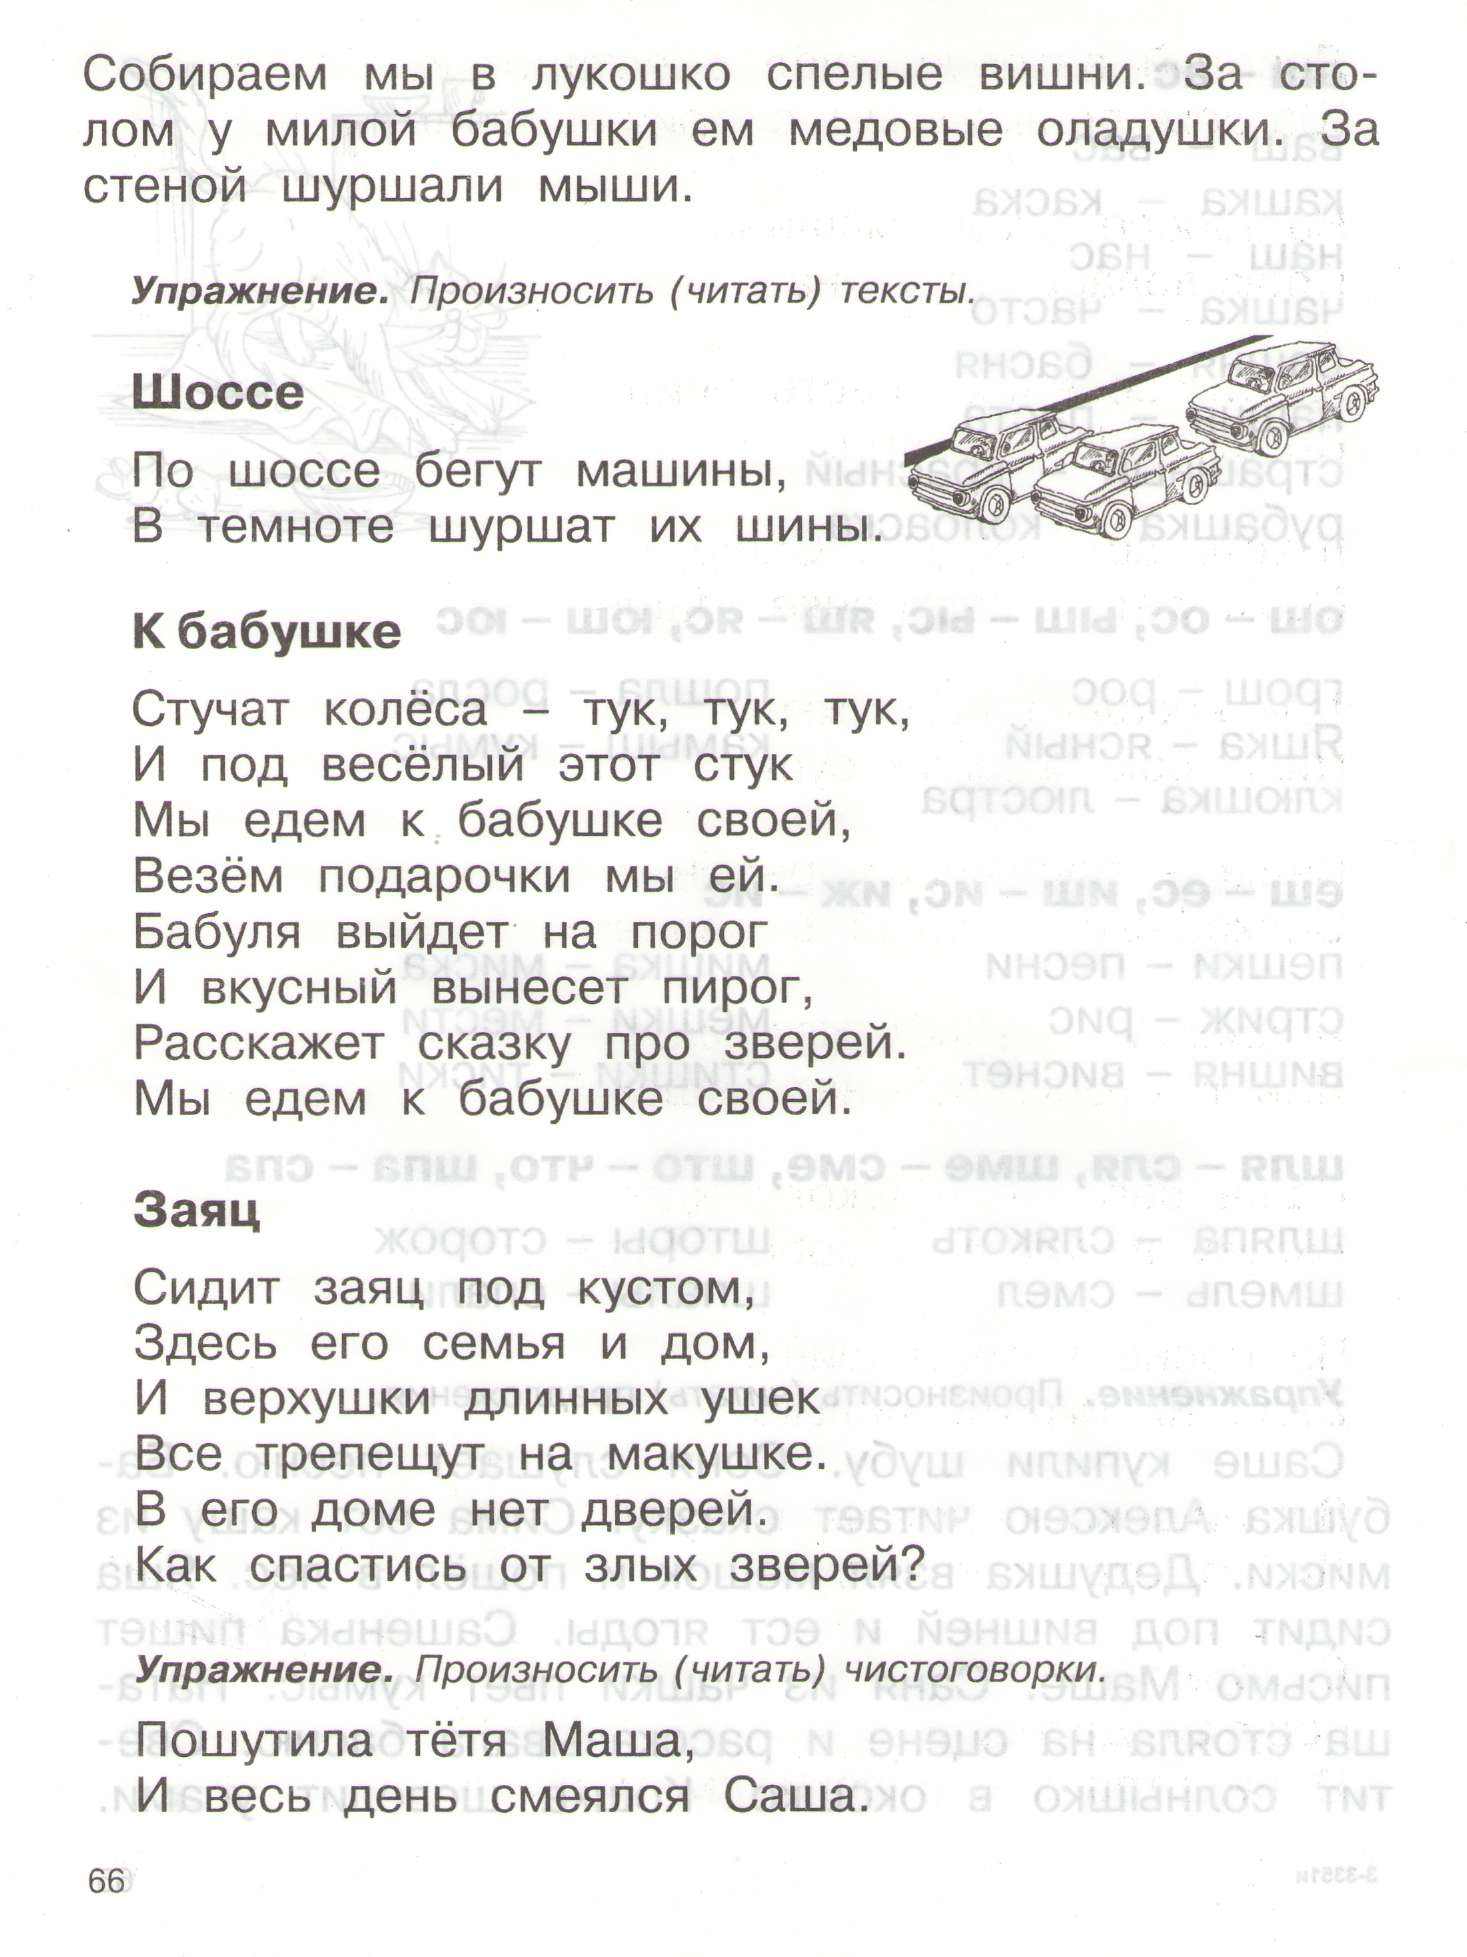 Собираем мы в лукошко спелые вишни. За сто-
лом у милой бабушки ем медовые оладушки. За
стеной шуршали мыши.
Упражнение. Произносить (читать) тексты.
Шоссе
По шоссе бегут машины,
В темноте шуршат их шины.
К бабушке
Стучат колёса – тук, тук, тук,
И под весёлый этот стук
Мы едем к бабушке своей,
Везём подарочки мы ей.
Бабуля выйдет на порог
И вкусный вынесет пирог,
Расскажет сказку про зверей.
Мы едем к бабушке своей.
Заяц
Сидит заяц под кустом,
Здесь его семья и дом,
И верхушки длинных ушек
Все трепещут на макушке.
В его доме нет дверей.
Как спастись от злых зверей?
Упражнение. Произносить (читать) чистоговорки.
Пошутила тётя Маша,
И весь день смеялся Саша.
66